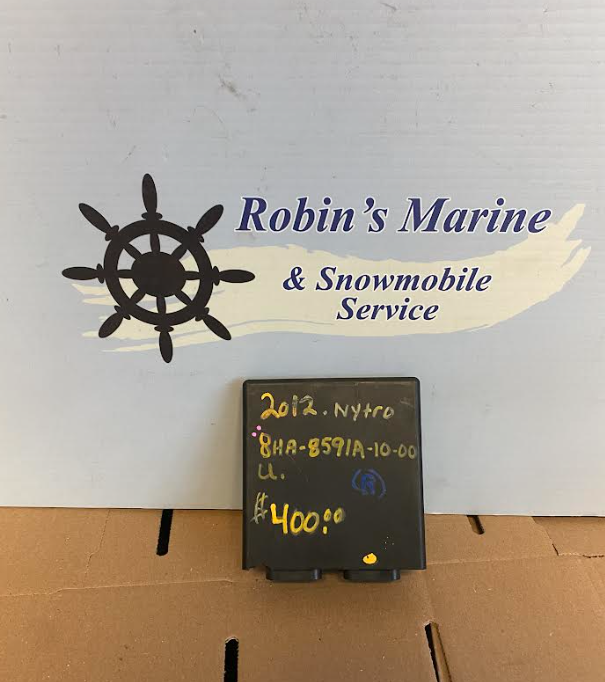 Robin's Marine
& Snowmobile
Service
2012. Nytro
8HA-8591A-10-00
U.
R
$400.00